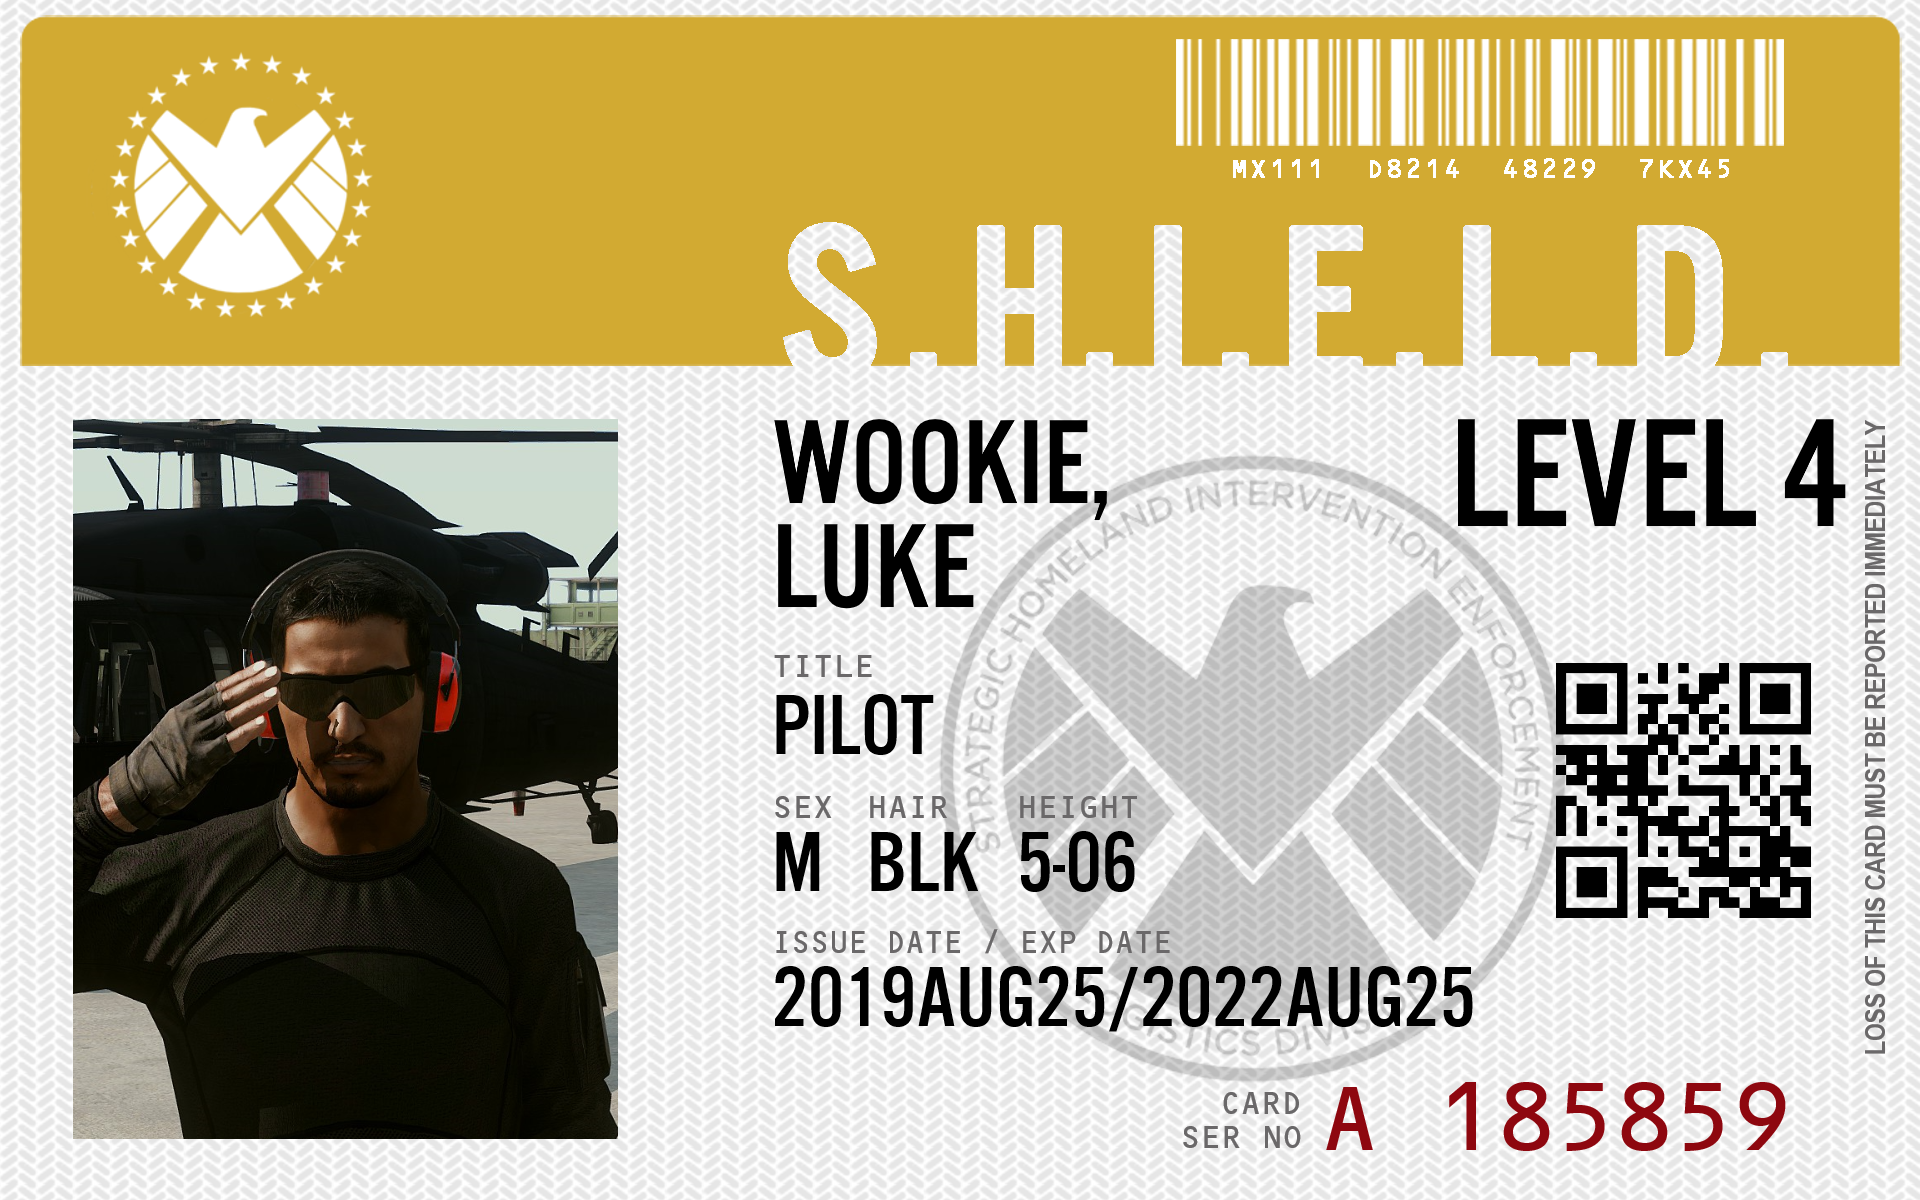 MX111 D8214 48229 7KX45
S.H.I.E.L.D.
WOOKIE,
LUKE
LEVEL 4
TITLE
PILOT
SEX HAIR HEIGHT
M BLK 5-06
ISSUE DATE / EXP DATE
2019AUG25/2022AUG25
STRATEGIC HOMELAND INTERVENTION ENFORCEMENT
CARD
SER NO
A 185859
LOSS OF THIS CARD MUST BE REPORTED IMMEDIATELY